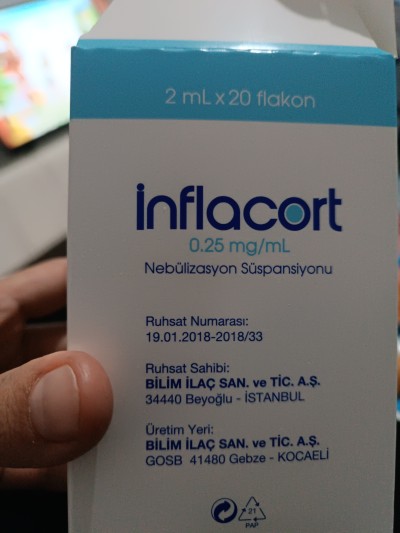 2 mL x 20 flakon
inflacort
0.25 mg/mL
Nebülizasyon Süspansiyonu
Ruhsat Numarası:
19.01.2018-2018/33
Ruhsat Sahibi:
BİLİM İLAÇ SAN. ve TİC. A.Ş.
34440 Beyoğlu - İSTANBUL
Üretim Yeri:
BİLİM İLAÇ SAN. ve TİC. A.Ş.
GOSB 41480 Gebze - KOCAELİ
21
PAP